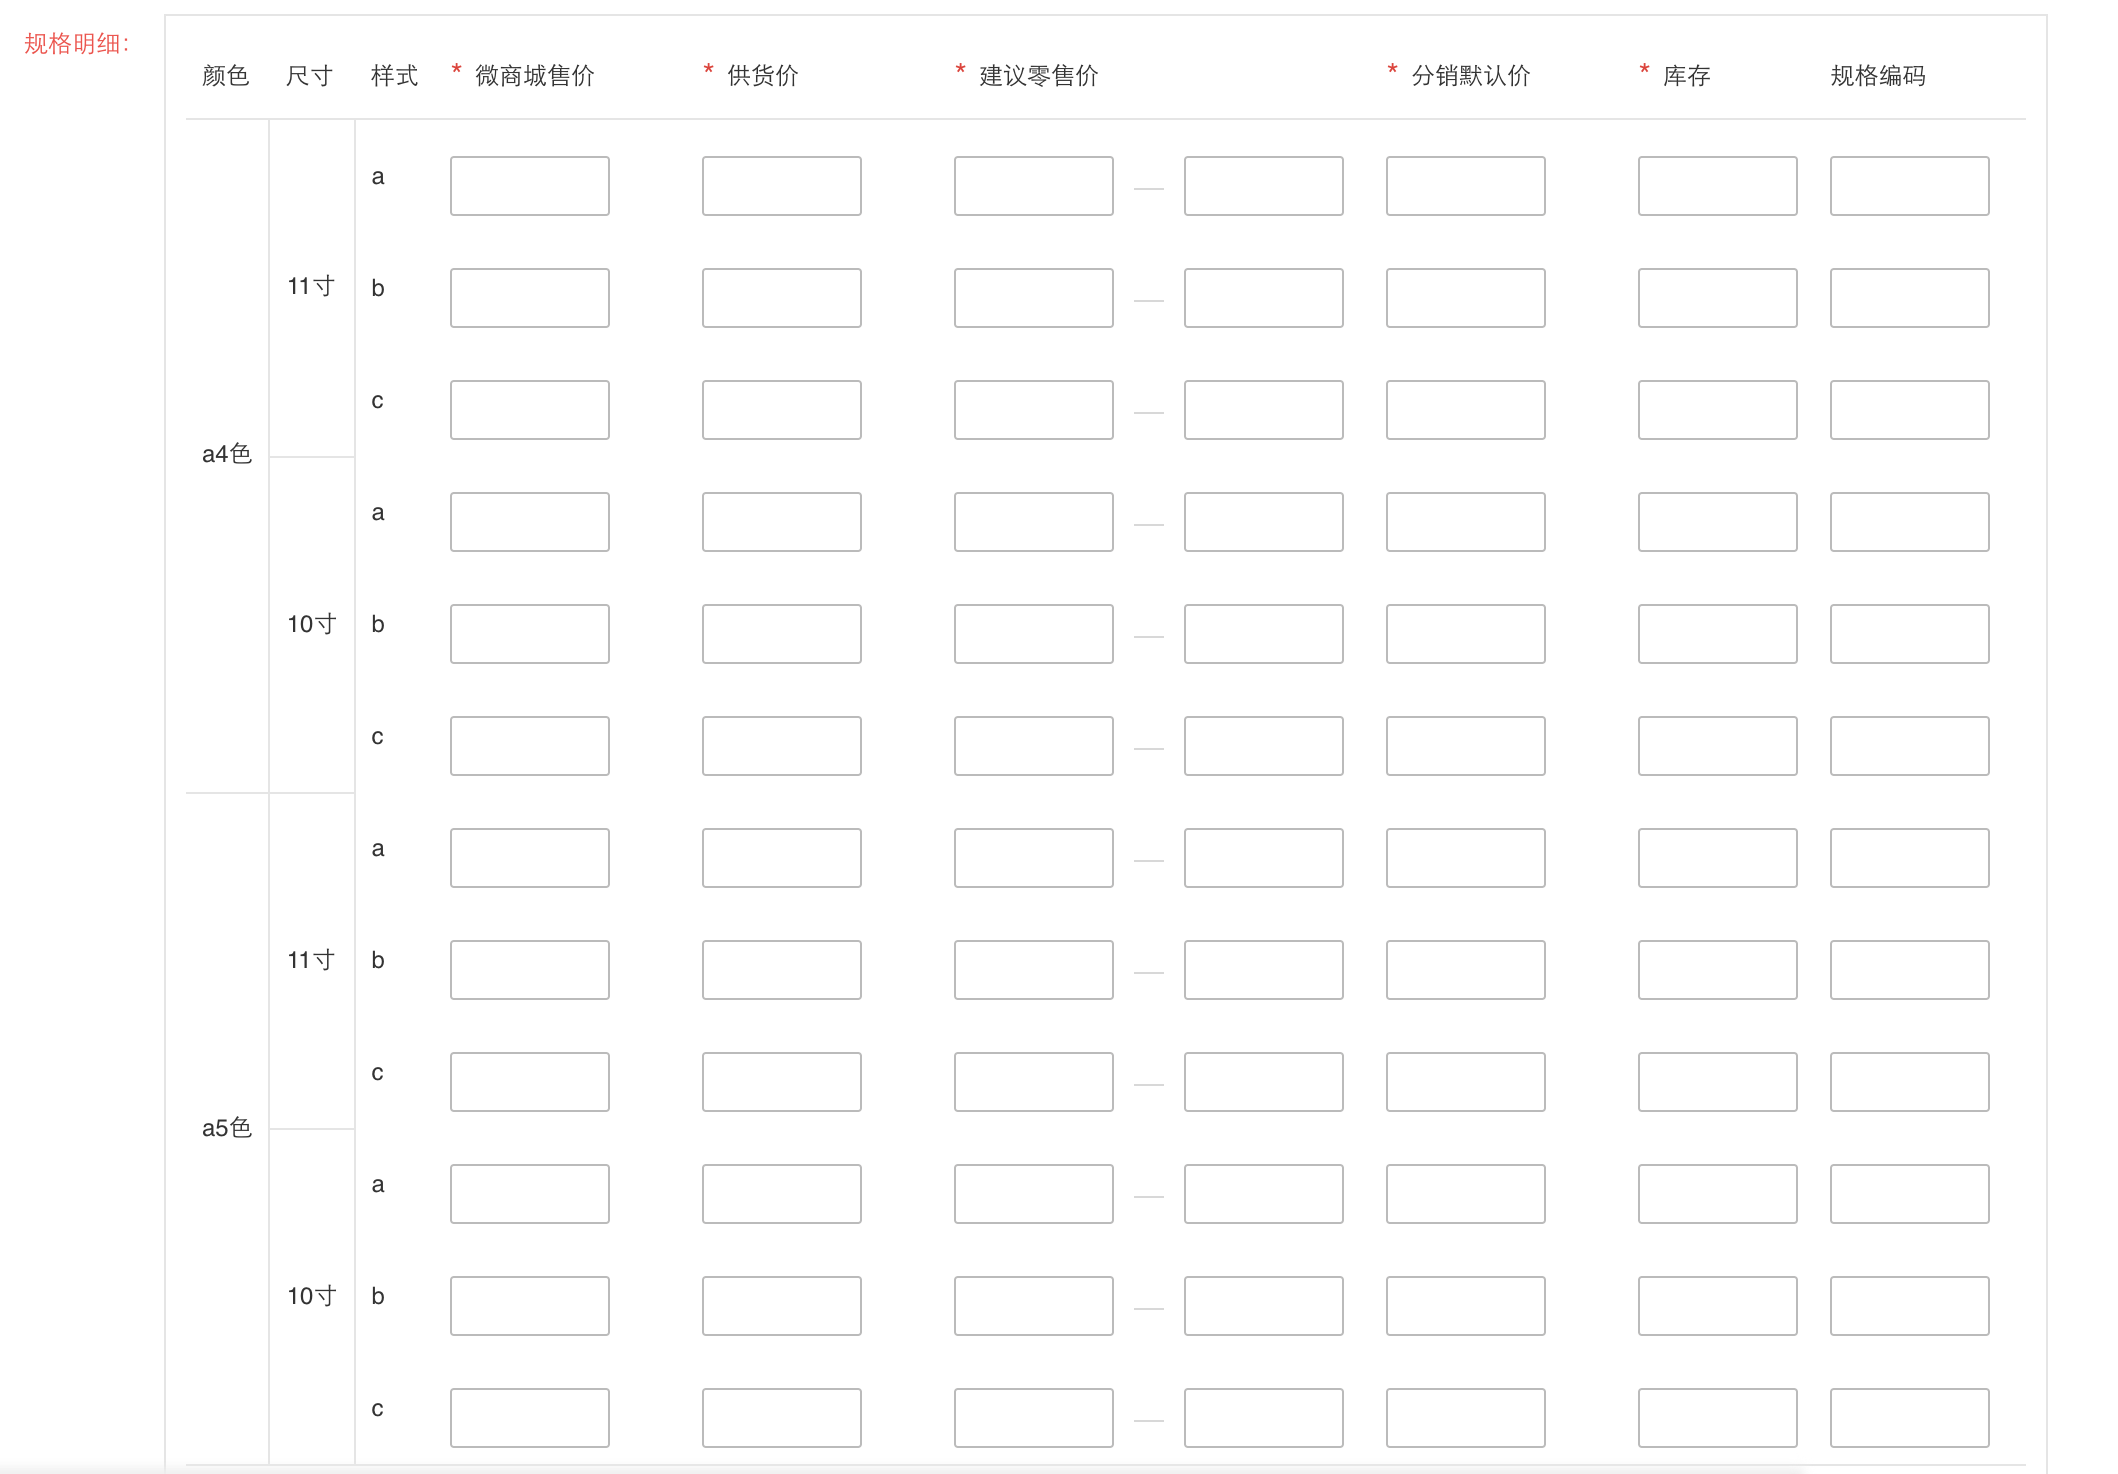 规格明细:
颜色 尺寸 样式 * 微商城售价 * 供货价 * 建议零售价 * 分销默认价 * 库存 规格编码
a4色 11寸 a
b
c
10寸 a
b
c
a5色 11寸 a
b
c
10寸 a
b
c